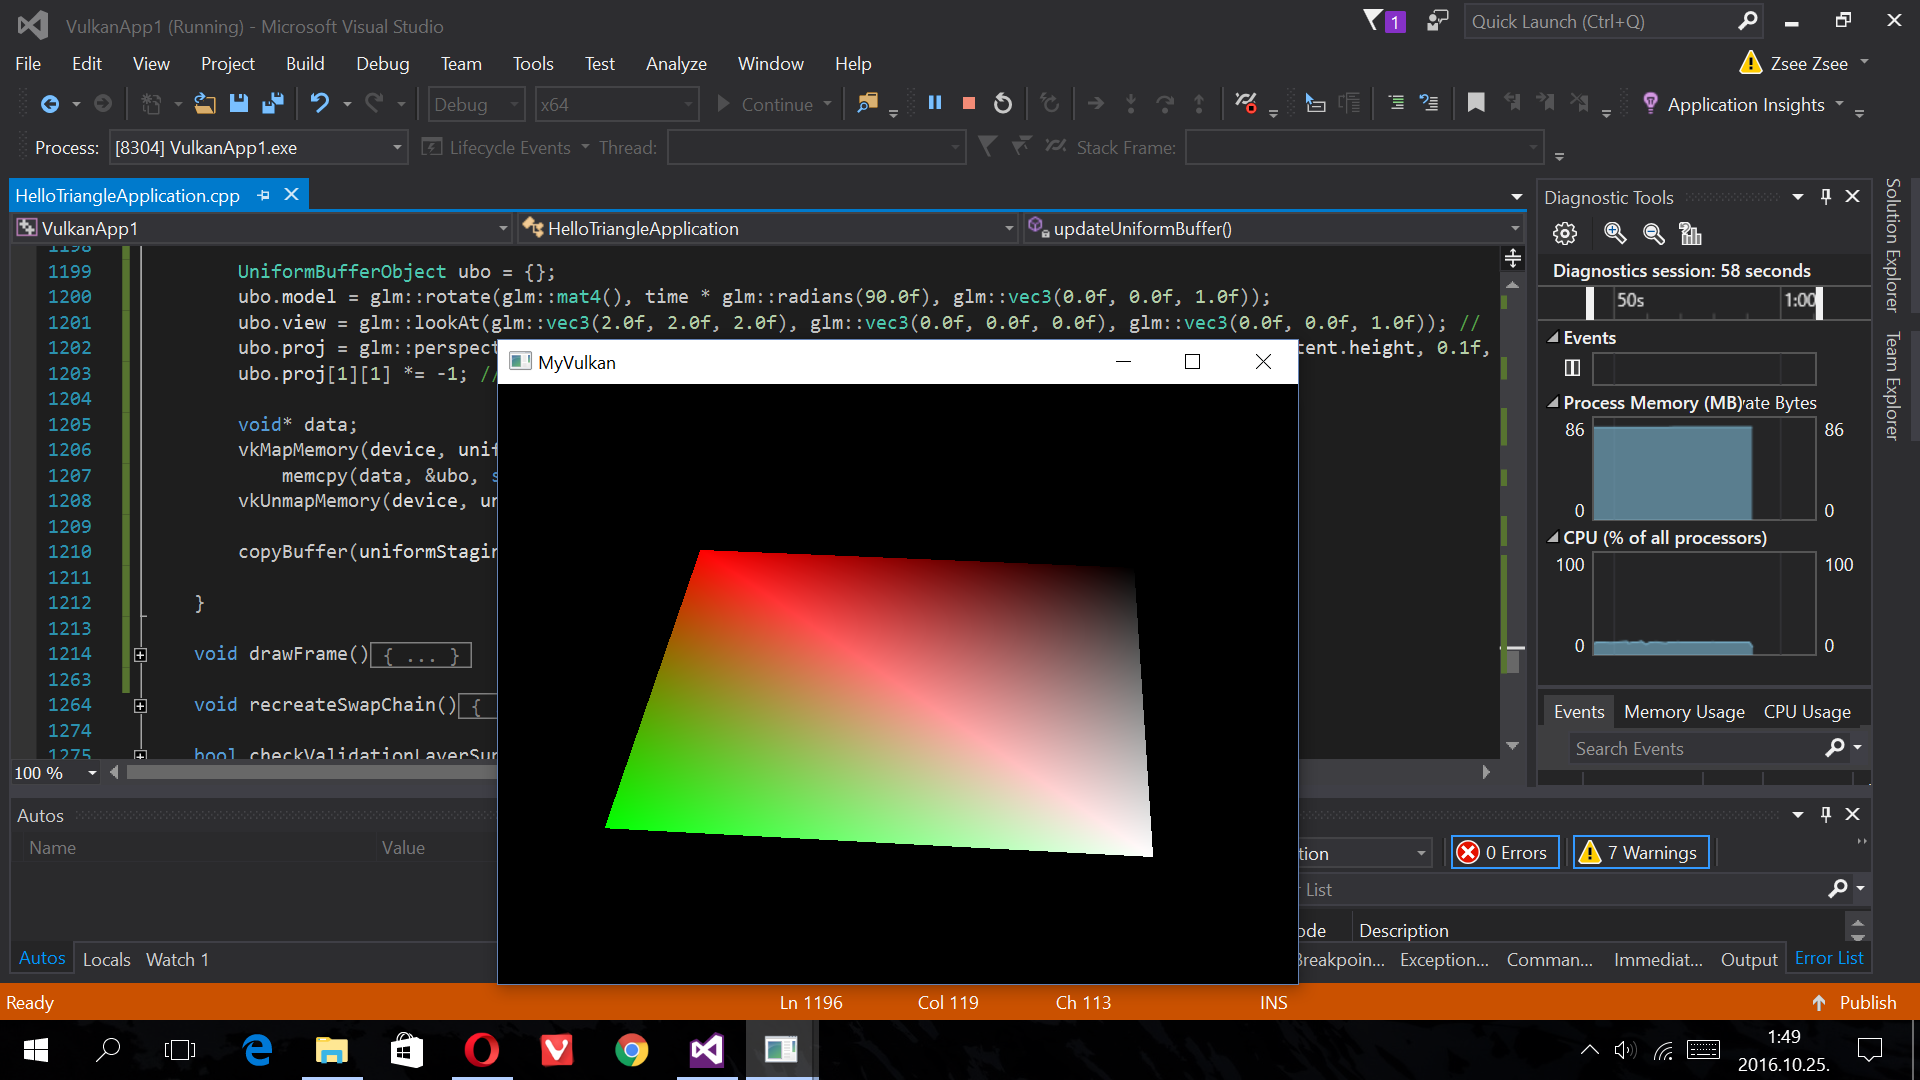 VulkanApp1 (Running) - Microsoft Visual Studio
1
Quick Launch (Ctrl+Q)
File Edit View Project Build Debug Team Tools Test Analyze Window Help
Zsee Zsee
Debug x64 Continue Application Insights
Process: [8304] VulkanApp1.exe Lifecycle Events Thread: Stack Frame:
HelloTriangleApplication.cpp
VulkanApp1 HelloTriangleApplication updateUniformBuffer()
1198
1199 UniformBufferObject ubo = {};
1200 ubo.model = glm::rotate(glm::mat4(), time * glm::radians(90.0f), glm::vec3(0.0f, 0.0f, 1.0f));
1201 ubo.view = glm::lookAt(glm::vec3(2.0f, 2.0f, 2.0f), glm::vec3(0.0f, 0.0f, 0.0f), glm::vec3(0.0f, 0.0f, 1.0f)); //
1202 ubo.proj = glm::perspect tent.height, 0.1f,
1203 ubo.proj[1][1] *= -1; //
1204
1205 void* data;
1206 vkMapMemory(device, unif
1207 memcpy(data, &ubo, s
1208 vkUnmapMemory(device, un
1209
1210 copyBuffer(uniformStagin
1211
1212 }
1213
1214 void drawFrame(){ ... }
1263
1264 void recreateSwapChain(){
1274
1275 bool checkValidationLayerSup
100 %
MyVulkan
Diagnostic Tools
Diagnostics session: 58 seconds
50s 1:00
Events
Process Memory (MB) rate Bytes
86 86
0 0
CPU (% of all processors)
100 100
0 0
Events Memory Usage CPU Usage
Search Events
Solution Explorer
Team Explorer
Autos
Name Value
Autos Locals Watch 1
tion 0 Errors 7 Warnings
List
ode Description
Breakpoin... Exception... Comman... Immediat... Output Error List
Ready Ln 1196 Col 119 Ch 113 INS Publish
1:49
2016.10.25.